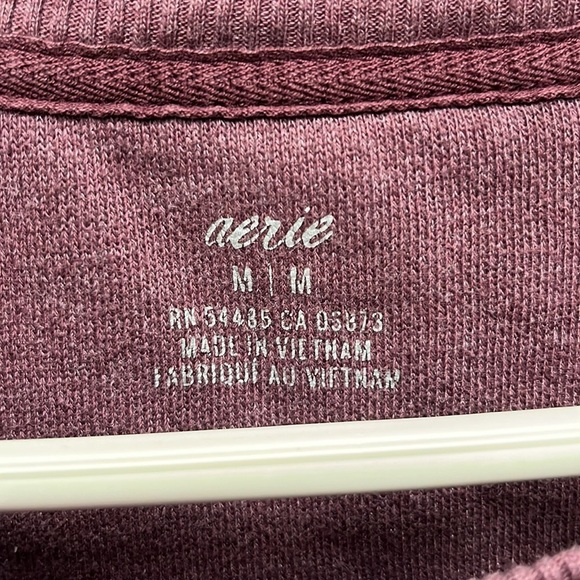 aerie
M | M
RN 54485 CA 05873
MADE IN VIETNAM
FABRIQUÉ AU VIETNAM